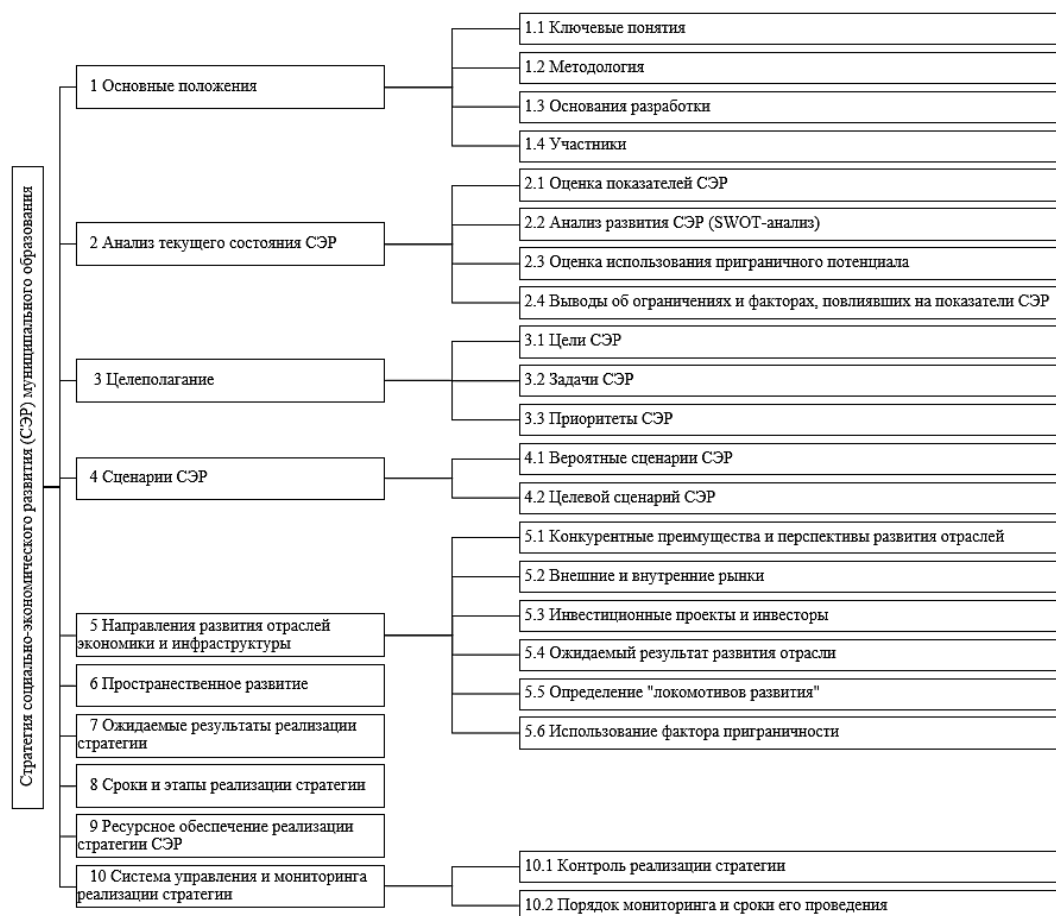 Стратегия социально-экономического развития (СЭР) муниципального образования
1 Основные положения
1.1 Ключевые понятия
1.2 Методология
1.3 Основания разработки
1.4 Участники
2 Анализ текущего состояния СЭР
2.1 Оценка показателей СЭР
2.2 Анализ развития СЭР (SWOT-анализ)
2.3 Оценка использования приграничного потенциала
2.4 Выводы об ограничениях и факторах, повлиявших на показатели СЭР
3 Целеполагание
3.1 Цели СЭР
3.2 Задачи СЭР
3.3 Приоритеты СЭР
4 Сценарии СЭР
4.1 Вероятные сценарии СЭР
4.2 Целевой сценарий СЭР
5 Направления развития отраслей
экономики и инфраструктуры
5.1 Конкурентные преимущества и перспективы развития отраслей
5.2 Внешние и внутренние рынки
5.3 Инвестиционные проекты и инвесторы
5.4 Ожидаемый результат развития отрасли
5.5 Определение "локомотивов развития"
5.6 Использование фактора приграничности
6 Пространственное развитие
7 Ожидаемые результаты реализации
стратегии
8 Сроки и этапы реализации стратегии
9 Ресурсное обеспечение реализации
стратегии СЭР
10 Система управления и мониторинга
реализации стратегии
10.1 Контроль реализации стратегии
10.2 Порядок мониторинга и сроки его проведения